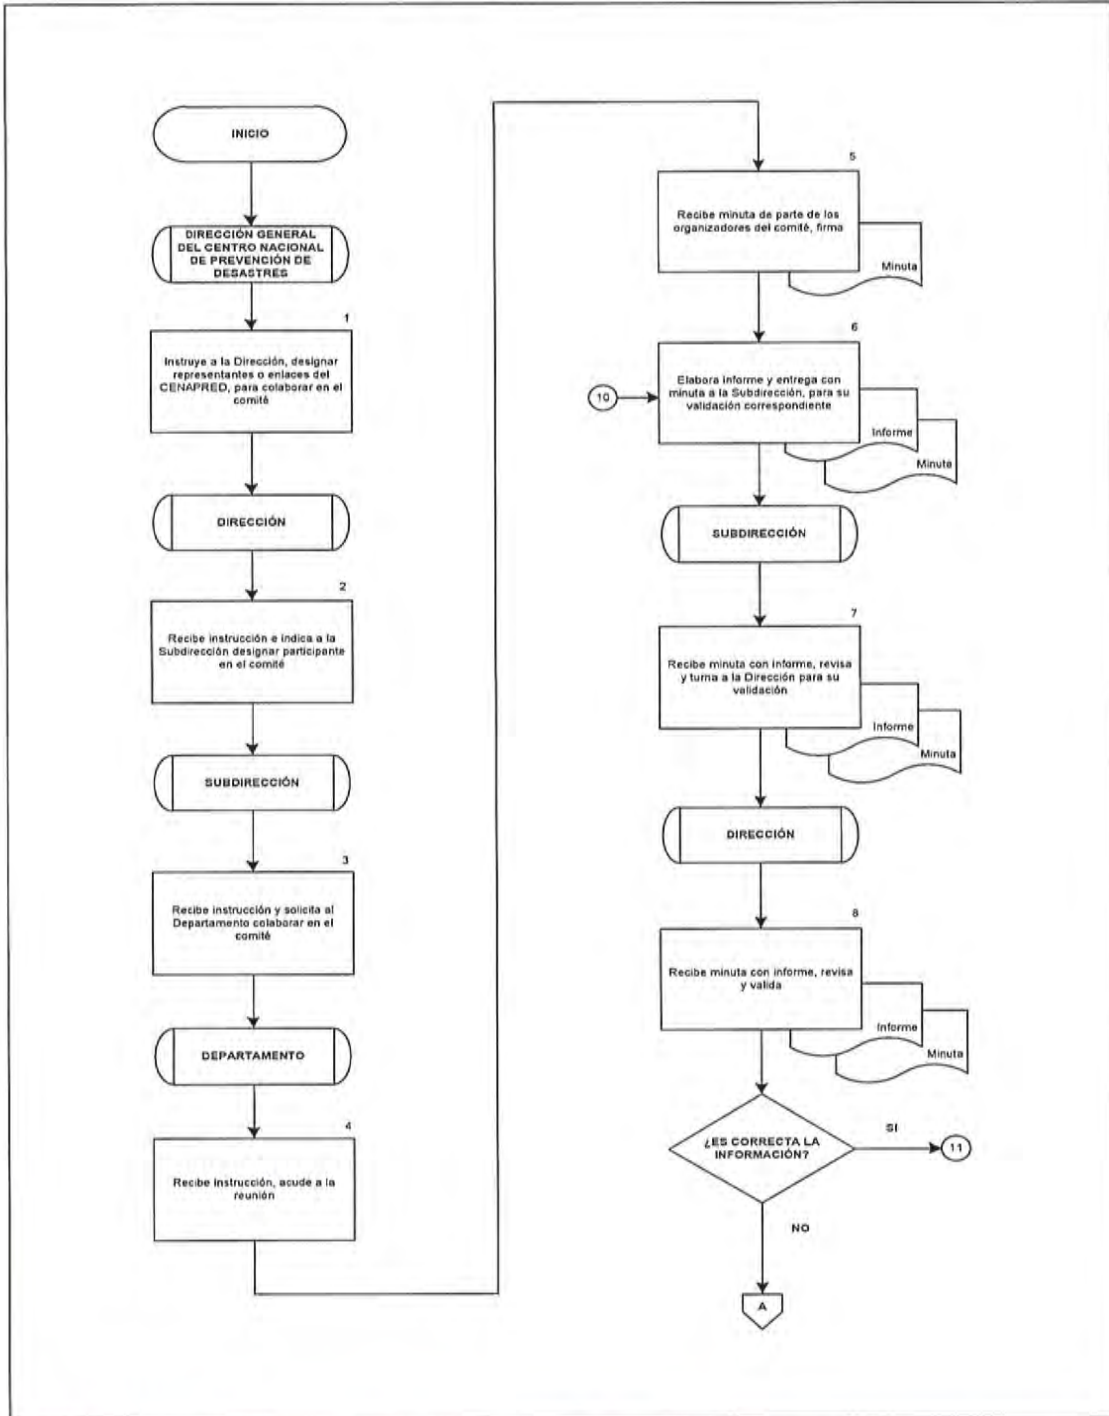 INICIO
DIRECCIÓN GENERAL
DEL CENTRO NACIONAL
DE PREVENCIÓN DE
DESASTRES
1
Instruye a la Dirección, designar
representantes o enlaces del
CENAPRED, para colaborar en el
comité
DIRECCIÓN
2
Recibe instrucción e indica a la
Subdirección designar participante
en el comité
SUBDIRECCIÓN
3
Recibe instrucción y solicita al
Departamento colaborar en el
comité
DEPARTAMENTO
4
Recibe instrucción, acude a la
reunión
5
Recibe minuta de parte de los
organizadores del comité, firma
Minuta
6
Elabora informe y entrega con
minuta a la Subdirección, para su
validación correspondiente
10
Informe
Minuta
SUBDIRECCIÓN
7
Recibe minuta con informe, revisa
y turna a la Dirección para su
validación
Informe
Minuta
DIRECCIÓN
8
Recibe minuta con informe, revisa
y valida
Informe
Minuta
¿ES CORRECTA LA
INFORMACIÓN?
SI
11
NO
A